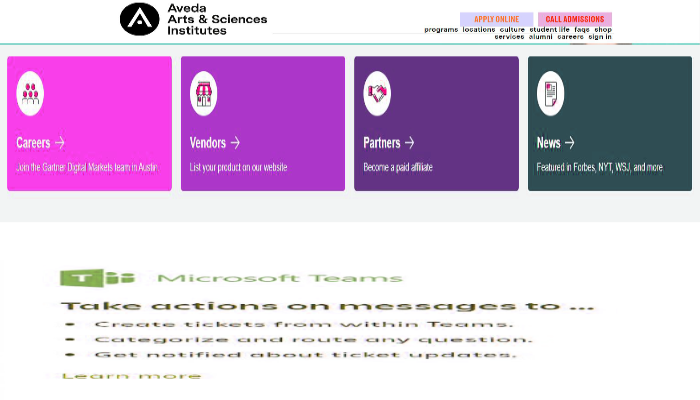 Aveda
Arts & Sciences
Institutes
APPLY ONLINE
CALL ADMISSIONS
programs locations culture student life faqs shop
services alumni careers sign in
Careers →
Join the Gartner Digital Markets team in Austin
Vendors →
List your product on our website
Partners →
Become a paid affiliate
News →
Featured in Forbes, NYT, WSJ, and more
T
Microsoft Teams
Take actions on messages to ...
• Create tickets from within Teams.
• Categorize and route any question.
• Get notified about ticket updates.
Learn more